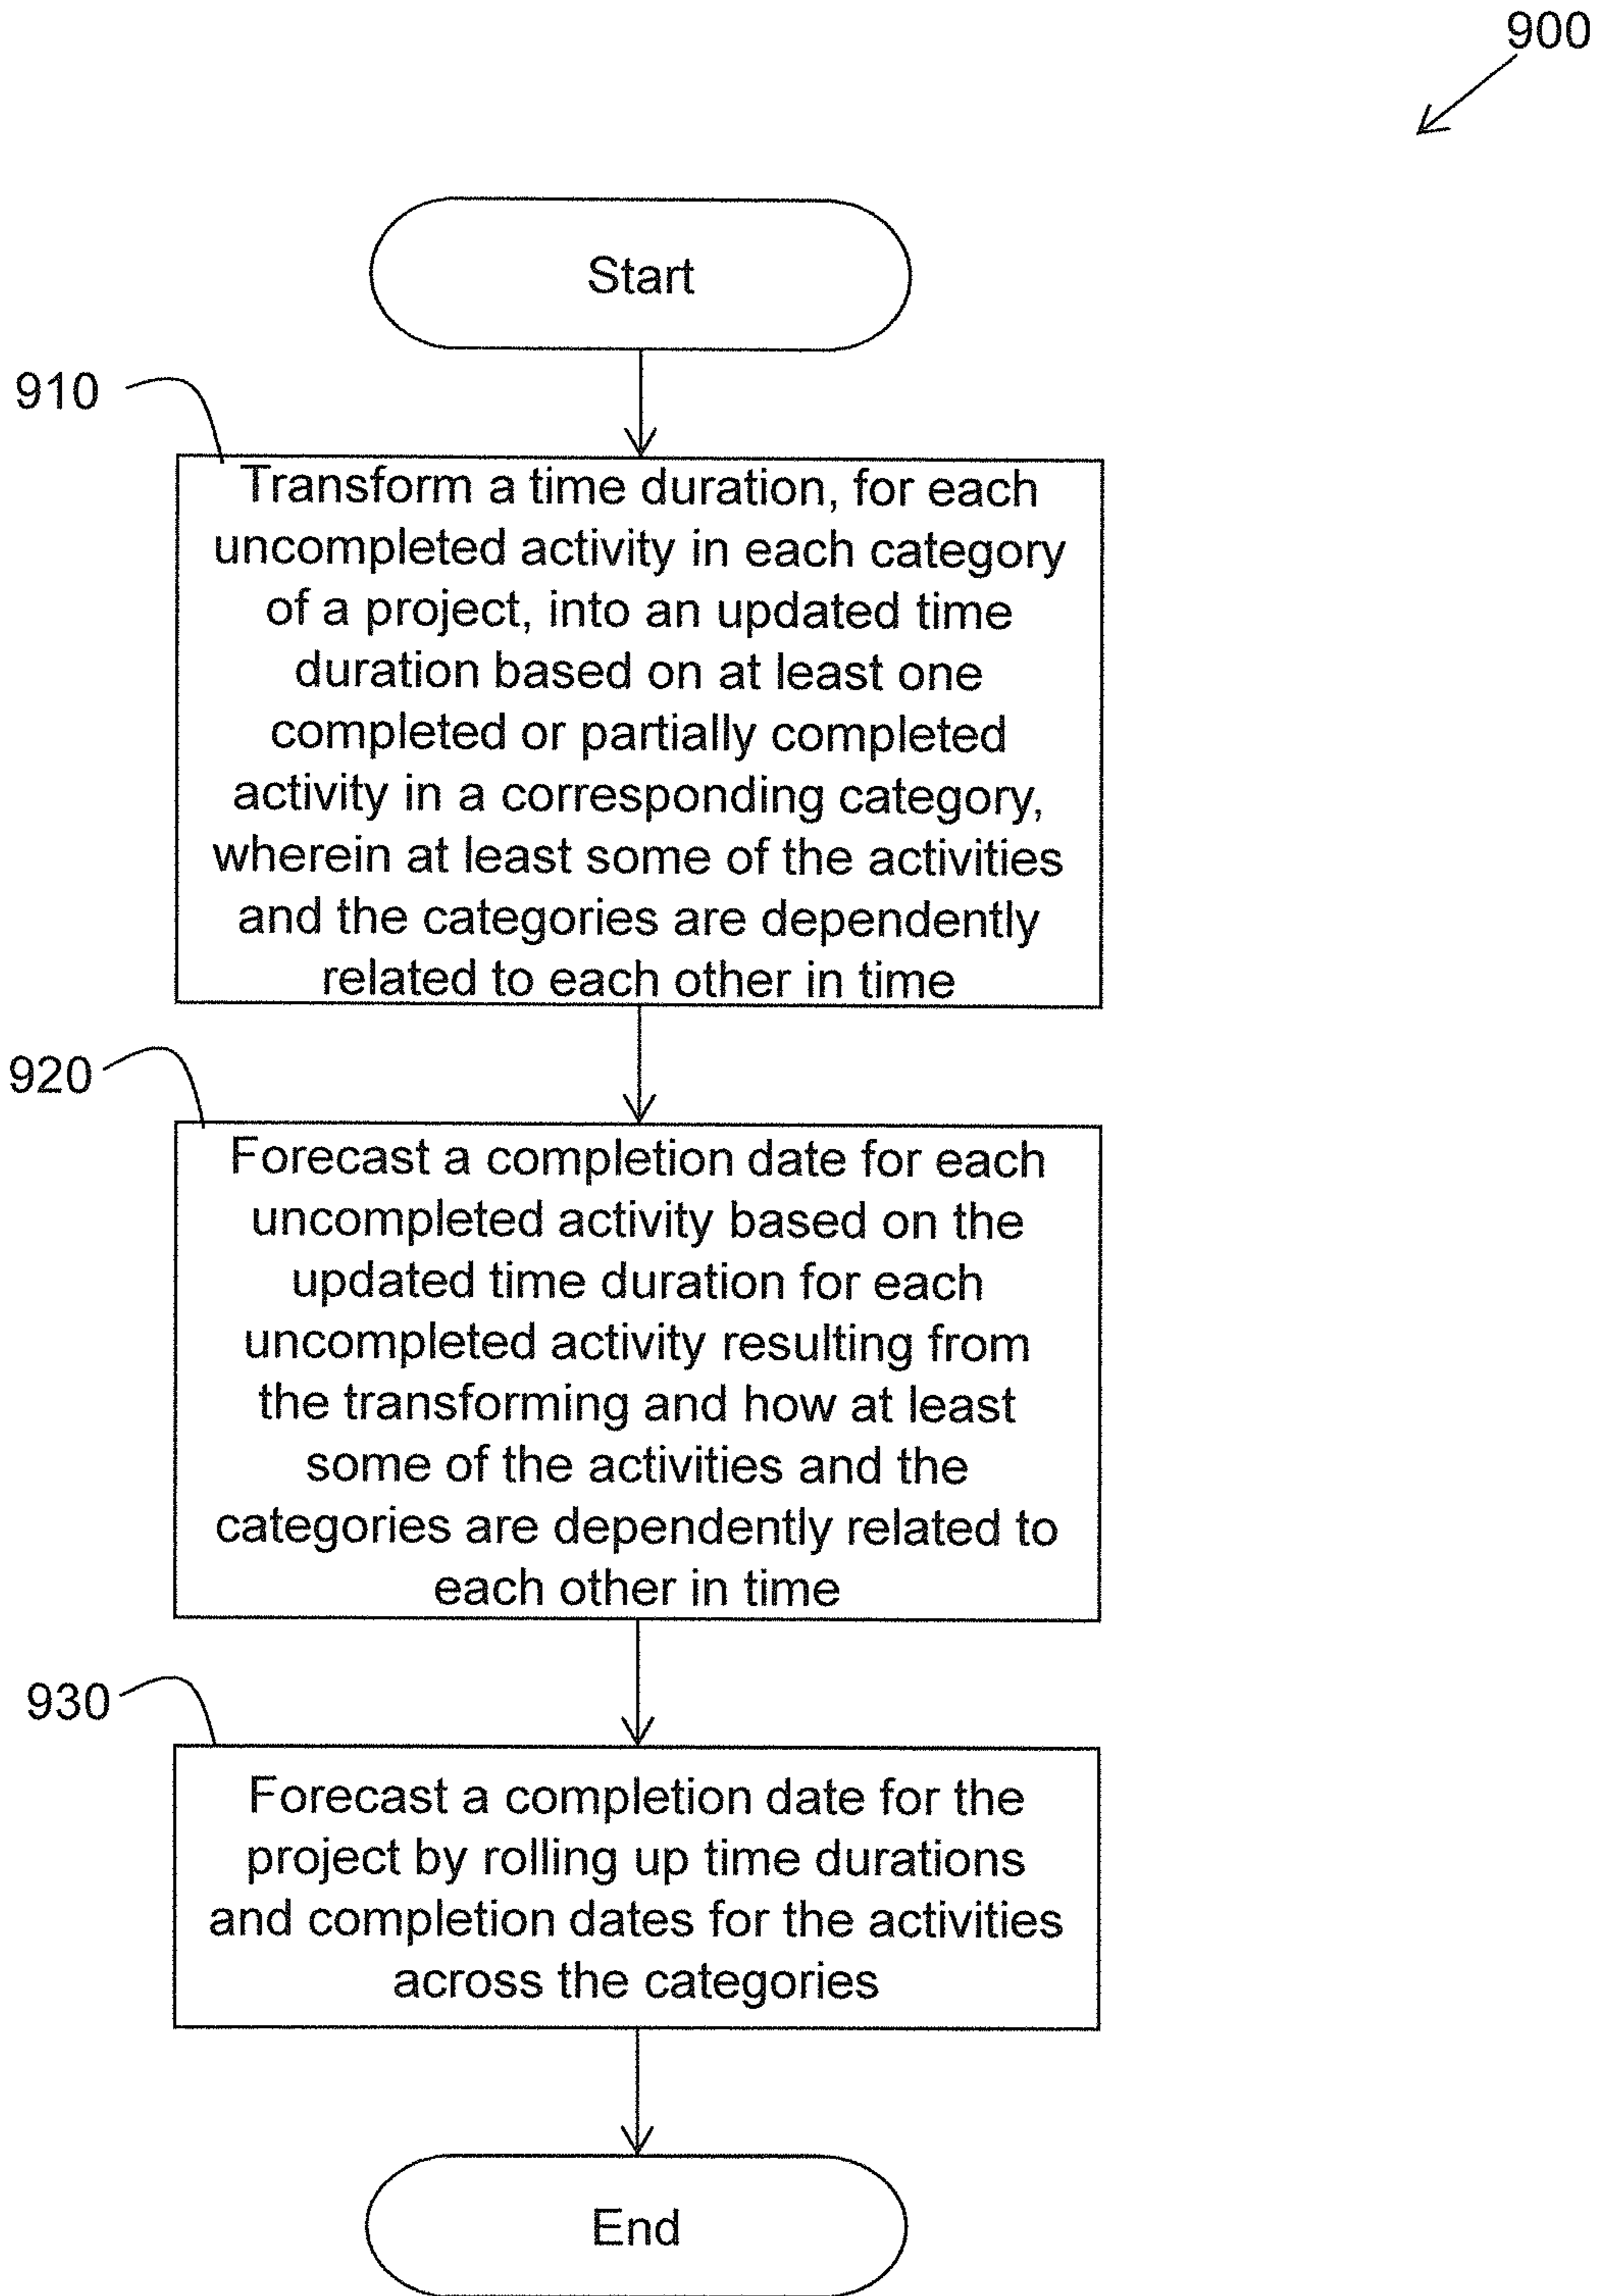 900
Start
910
Transform a time duration, for each
uncompleted activity in each category
of a project, into an updated time
duration based on at least one
completed or partially completed
activity in a corresponding category,
wherein at least some of the activities
and the categories are dependently
related to each other in time
920
Forecast a completion date for each
uncompleted activity based on the
updated time duration for each
uncompleted activity resulting from
the transforming and how at least
some of the activities and the
categories are dependently related to
each other in time
930
Forecast a completion date for the
project by rolling up time durations
and completion dates for the activities
across the categories
End